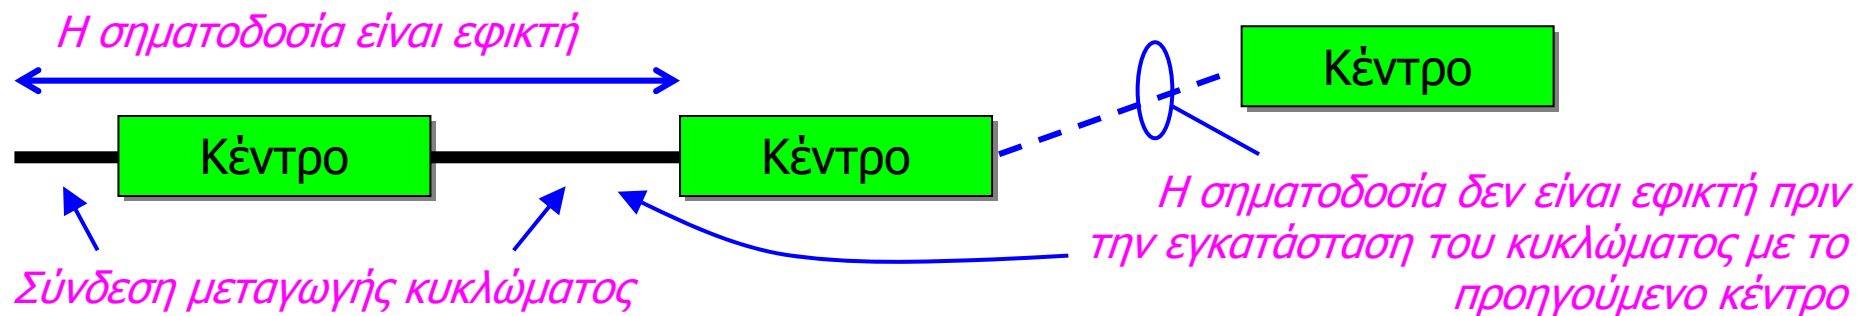 Η σηματοδοσία είναι εφικτή
Κέντρο
Κέντρο
Κέντρο
Σύνδεση μεταγωγής κυκλώματος
Η σηματοδοσία δεν είναι εφικτή πριν
την εγκατάσταση του κυκλώματος με το
προηγούμενο κέντρο